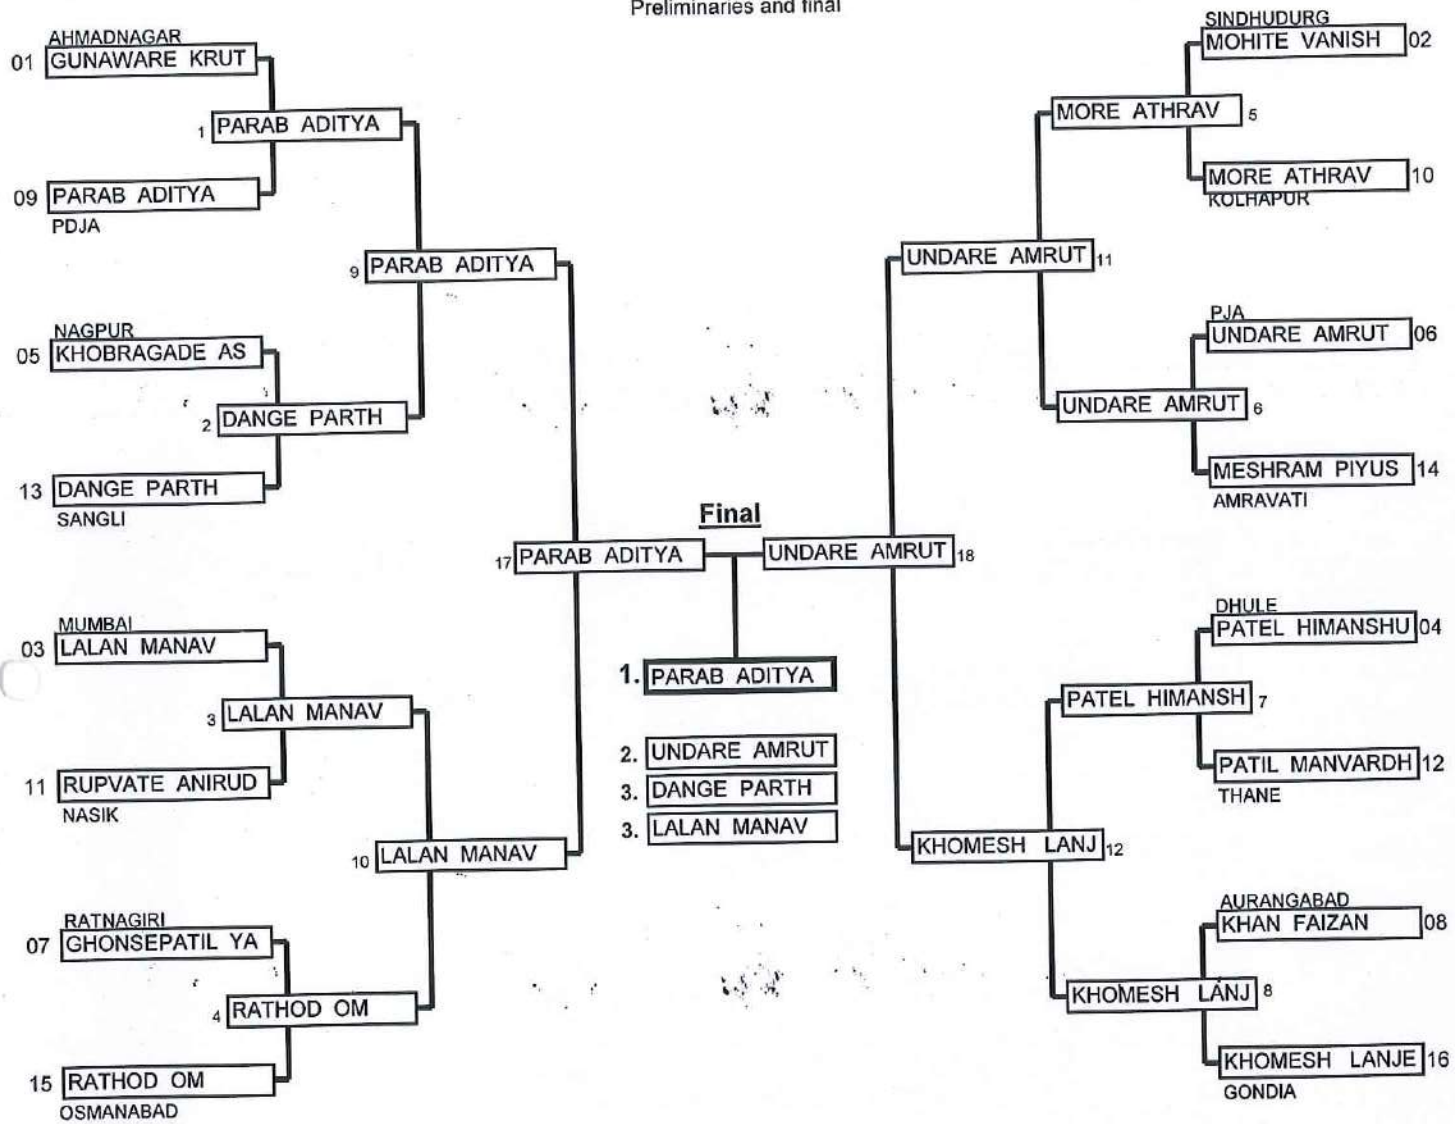 Preliminaries and final
AHMADNAGAR
01 GUNAWARE KRUT
1 PARAB ADITYA
09 PARAB ADITYA
PDJA
9 PARAB ADITYA
NAGPUR
05 KHOBRAGADE AS
2 DANGE PARTH
13 DANGE PARTH
SANGLI
17 PARAB ADITYA
MUMBAI
03 LALAN MANAV
3 LALAN MANAV
11 RUPVATE ANIRUD
NASIK
10 LALAN MANAV
RATNAGIRI
07 GHONSEPATIL YA
4 RATHOD OM
15 RATHOD OM
OSMANABAD
Final
1. PARAB ADITYA
2. UNDARE AMRUT
3. DANGE PARTH
3. LALAN MANAV
SINDHUDURG
MOHITE VANISH 02
MORE ATHRAV 5
MORE ATHRAV 10
KOLHAPUR
UNDARE AMRUT 11
PJA
UNDARE AMRUT 06
UNDARE AMRUT 6
MESHRAM PIYUS 14
AMRAVATI
UNDARE AMRUT 18
DHULE
PATEL HIMANSHU 04
PATEL HIMANSH 7
PATIL MANVARDH 12
THANE
KHOMESH LANJ 12
AURANGABAD
KHAN FAIZAN 08
KHOMESH LANJ 8
KHOMESH LANJE 16
GONDIA